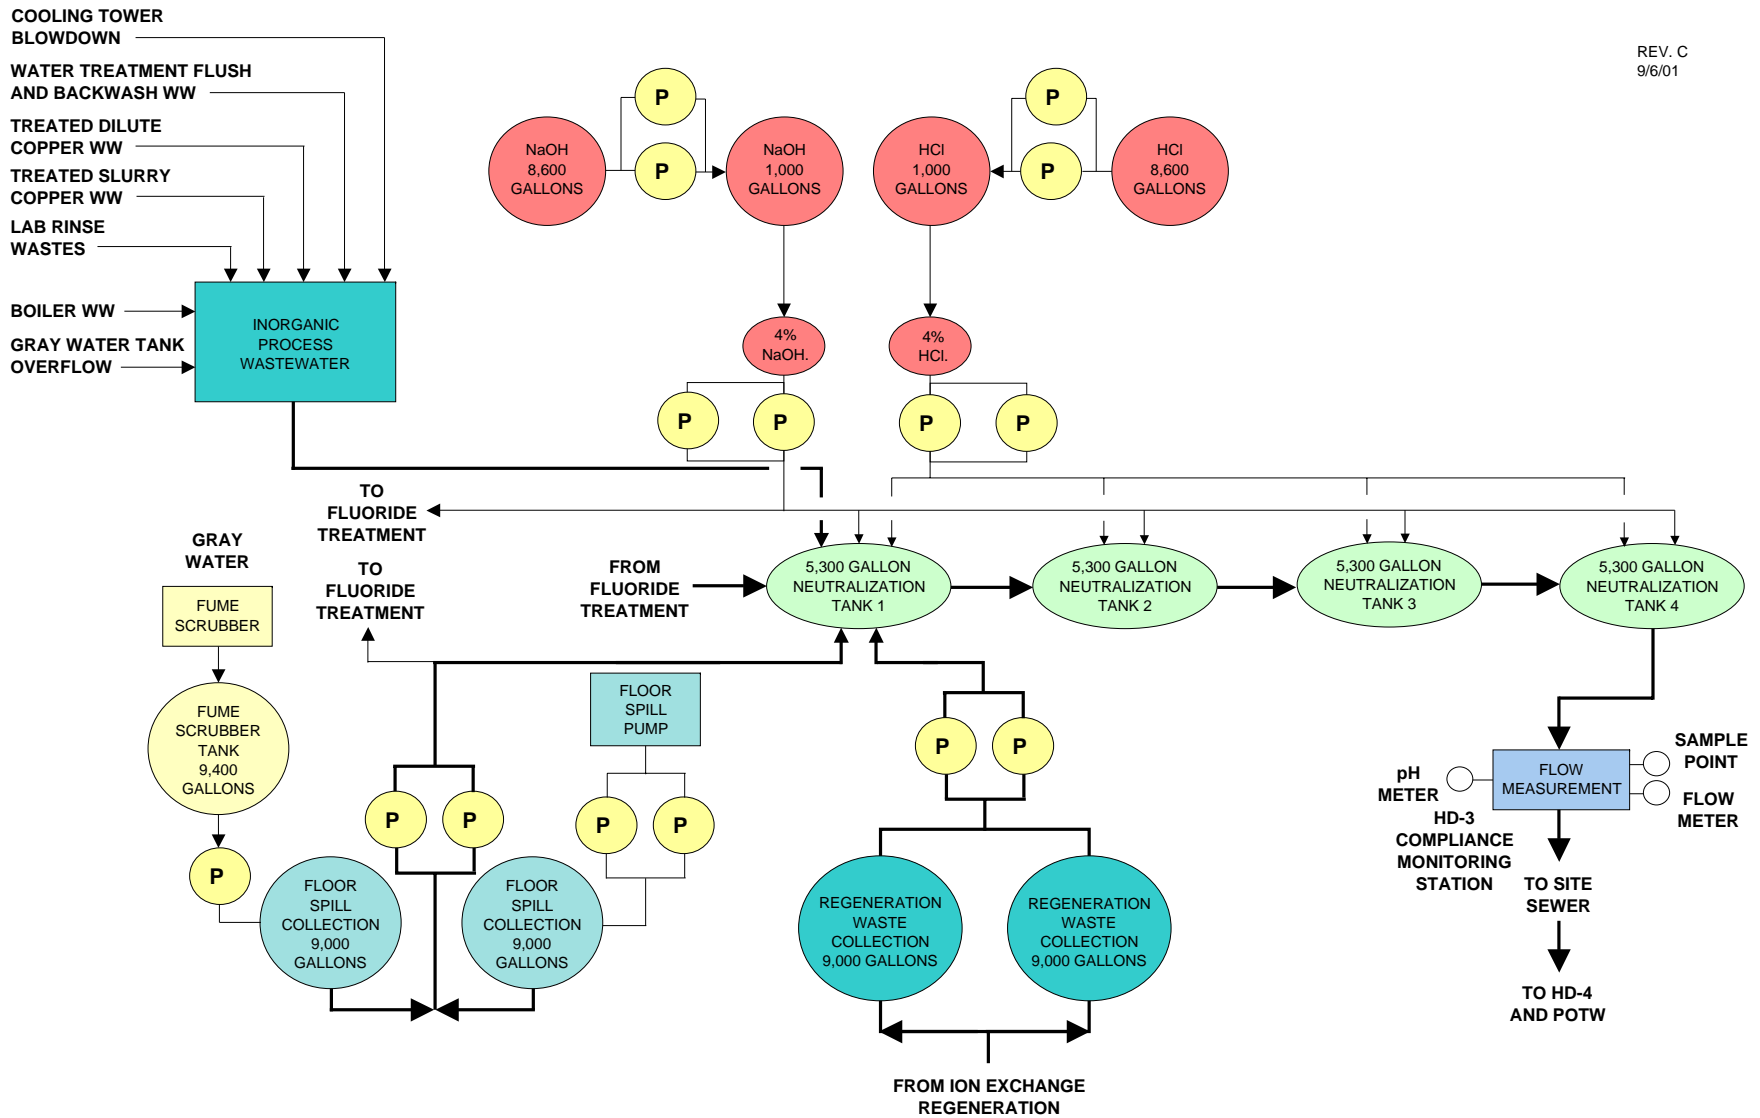 COOLING TOWER
BLOWDOWN
WATER TREATMENT FLUSH
AND BACKWASH WW
TREATED DILUTE
COPPER WW
TREATED SLURRY
COPPER WW
LAB RINSE
WASTES
BOILER WW
GRAY WATER TANK
OVERFLOW
INORGANIC
PROCESS
WASTEWATER
REV. C
9/6/01
P
P
NaOH
8,600
GALLONS
NaOH
1,000
GALLONS
P
P
HCl
1,000
GALLONS
HCl
8,600
GALLONS
4%
NaOH.
4%
HCl.
P
P
P
P
TO
FLUORIDE
TREATMENT
GRAY
WATER
TO
FLUORIDE
TREATMENT
FROM
FLUORIDE
TREATMENT
5,300 GALLON
NEUTRALIZATION
TANK 1
5,300 GALLON
NEUTRALIZATION
TANK 2
5,300 GALLON
NEUTRALIZATION
TANK 3
5,300 GALLON
NEUTRALIZATION
TANK 4
FUME
SCRUBBER
FUME
SCRUBBER
TANK
9,400
GALLONS
P
FLOOR
SPILL
COLLECTION
9,000
GALLONS
P
P
FLOOR
SPILL
COLLECTION
9,000
GALLONS
FLOOR
SPILL
PUMP
P
P
P
P
REGENERATION
WASTE
COLLECTION
9,000 GALLONS
REGENERATION
WASTE
COLLECTION
9,000 GALLONS
FROM ION EXCHANGE
REGENERATION
FLOW
MEASUREMENT
pH
METER
SAMPLE
POINT
FLOW
METER
HD-3
COMPLIANCE
MONITORING
STATION
TO SITE
SEWER
TO HD-4
AND POTW